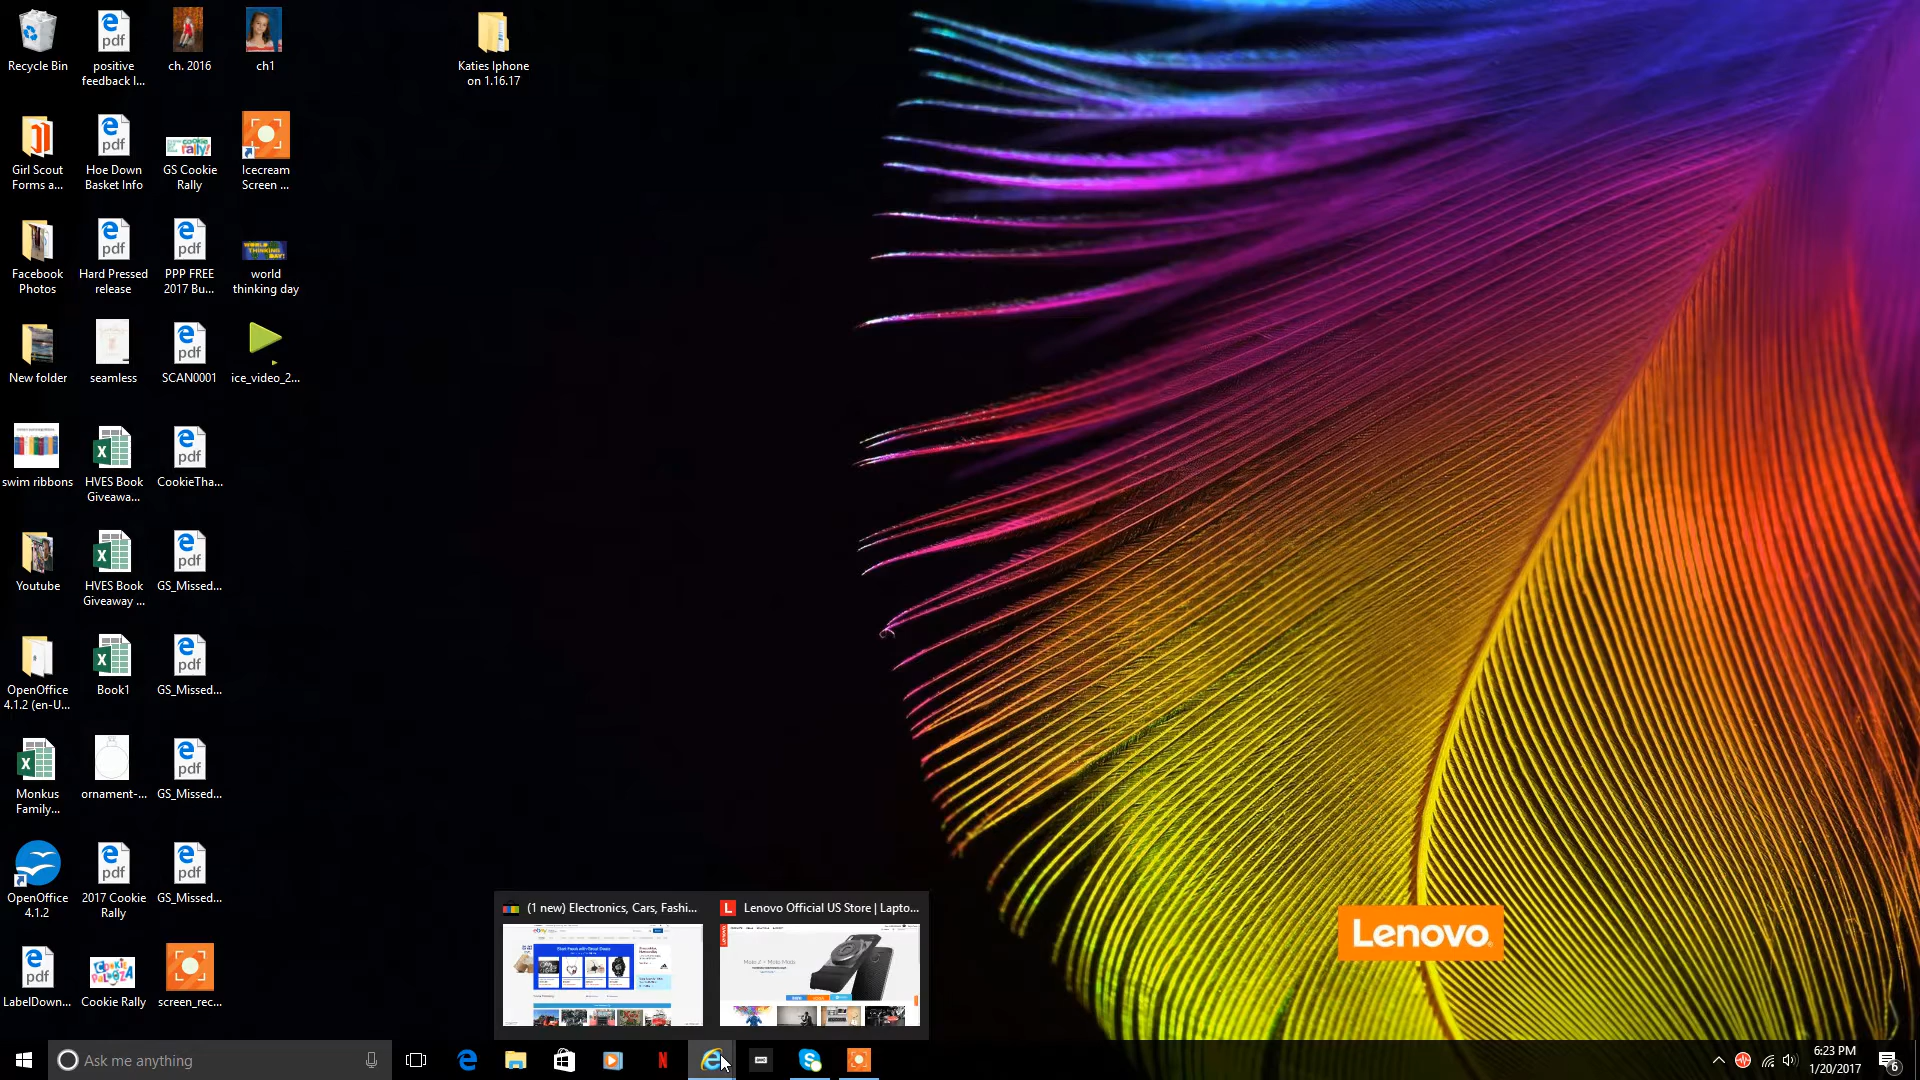 Recycle Bin
positive
feedback l...
ch. 2016
ch1
Katies Iphone
on 1.16.17
Girl Scout
Forms a...
Hoe Down
Basket Info
GS Cookie
Rally
Icecream
Screen ...
Facebook
Photos
Hard Pressed
release
PPP FREE
2017 Bu...
world
thinking day
New folder
seamless
SCAN0001
ice_video_2...
swim ribbons
HVES Book
Giveawa...
CookieTha...
Youtube
HVES Book
Giveaway ...
GS_Missed...
OpenOffice
4.1.2 (en-U...
Book1
GS_Missed...
Monkus
Family...
ornament-...
GS_Missed...
OpenOffice
4.1.2
2017 Cookie
Rally
GS_Missed...
LabelDown...
Cookie Rally
screen_rec...
(1 new) Electronics, Cars, Fashi...
Lenovo Official US Store | Lapto...
Lenovo
Ask me anything
6:23 PM
1/20/2017
6